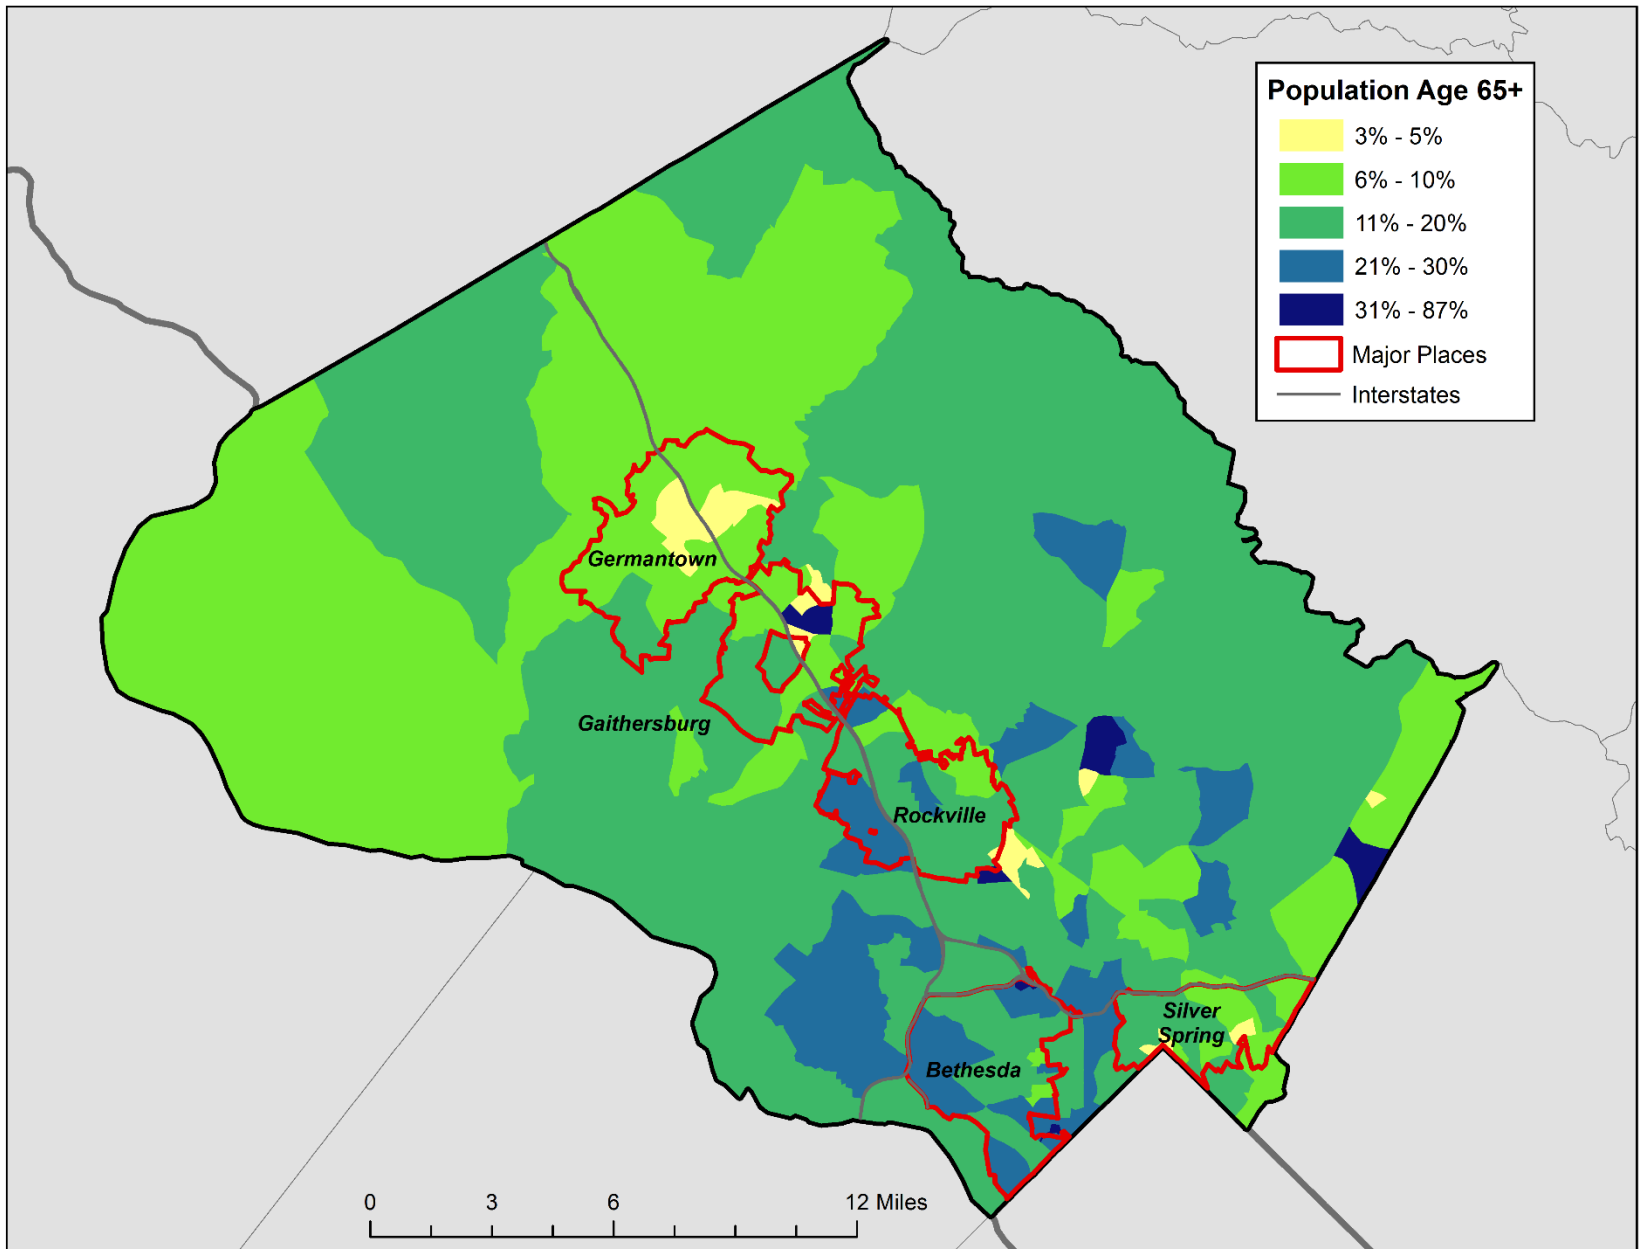 Population Age 65+
3% - 5%
6% - 10%
11% - 20%
21% - 30%
31% - 87%
Major Places
Interstates
Germantown
Gaithersburg
Rockville
Silver
Spring
Bethesda
0 3 6 12 Miles